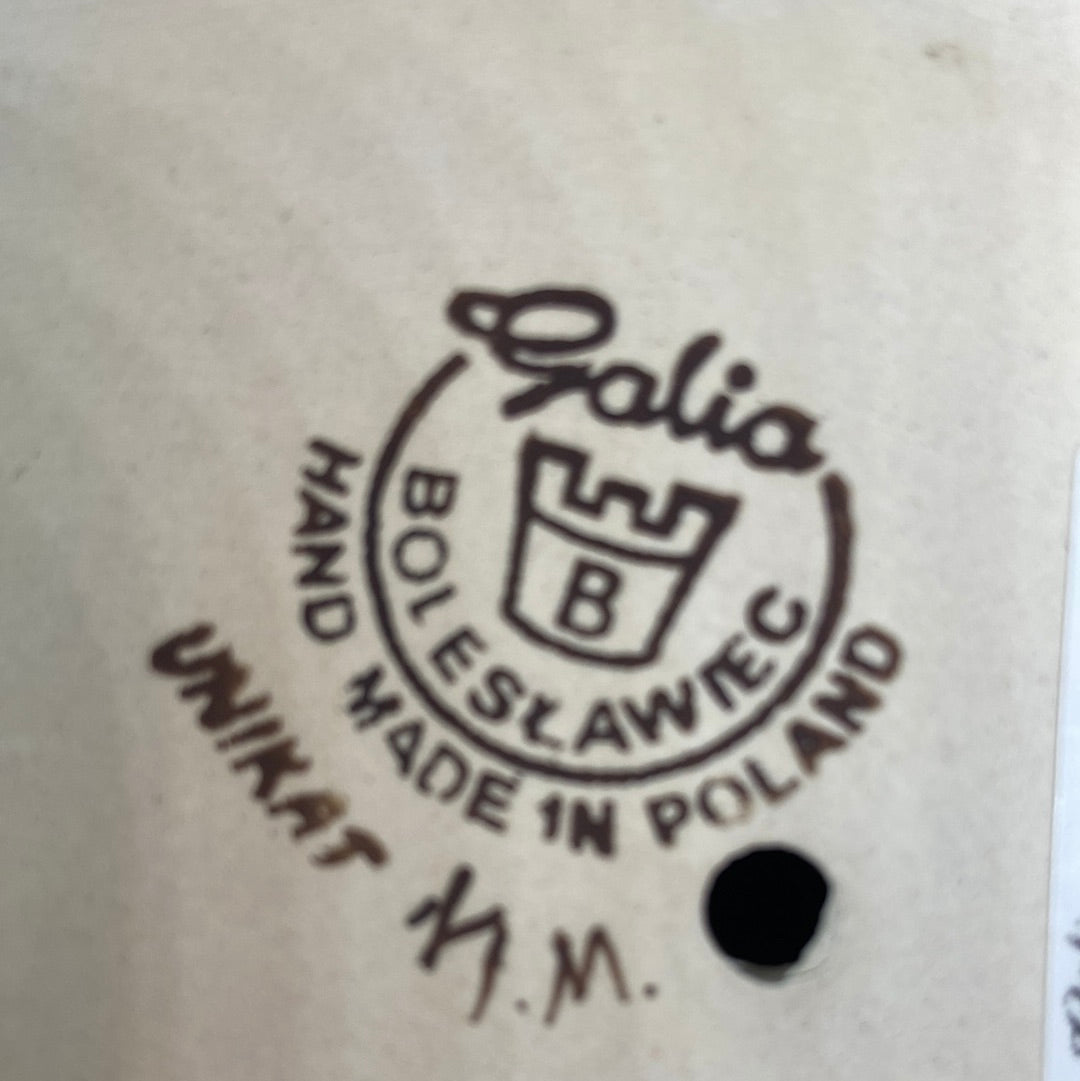 Galia
BOLESŁAWIEC
B
HAND MADE IN POLAND
UNIKAT
M.M.